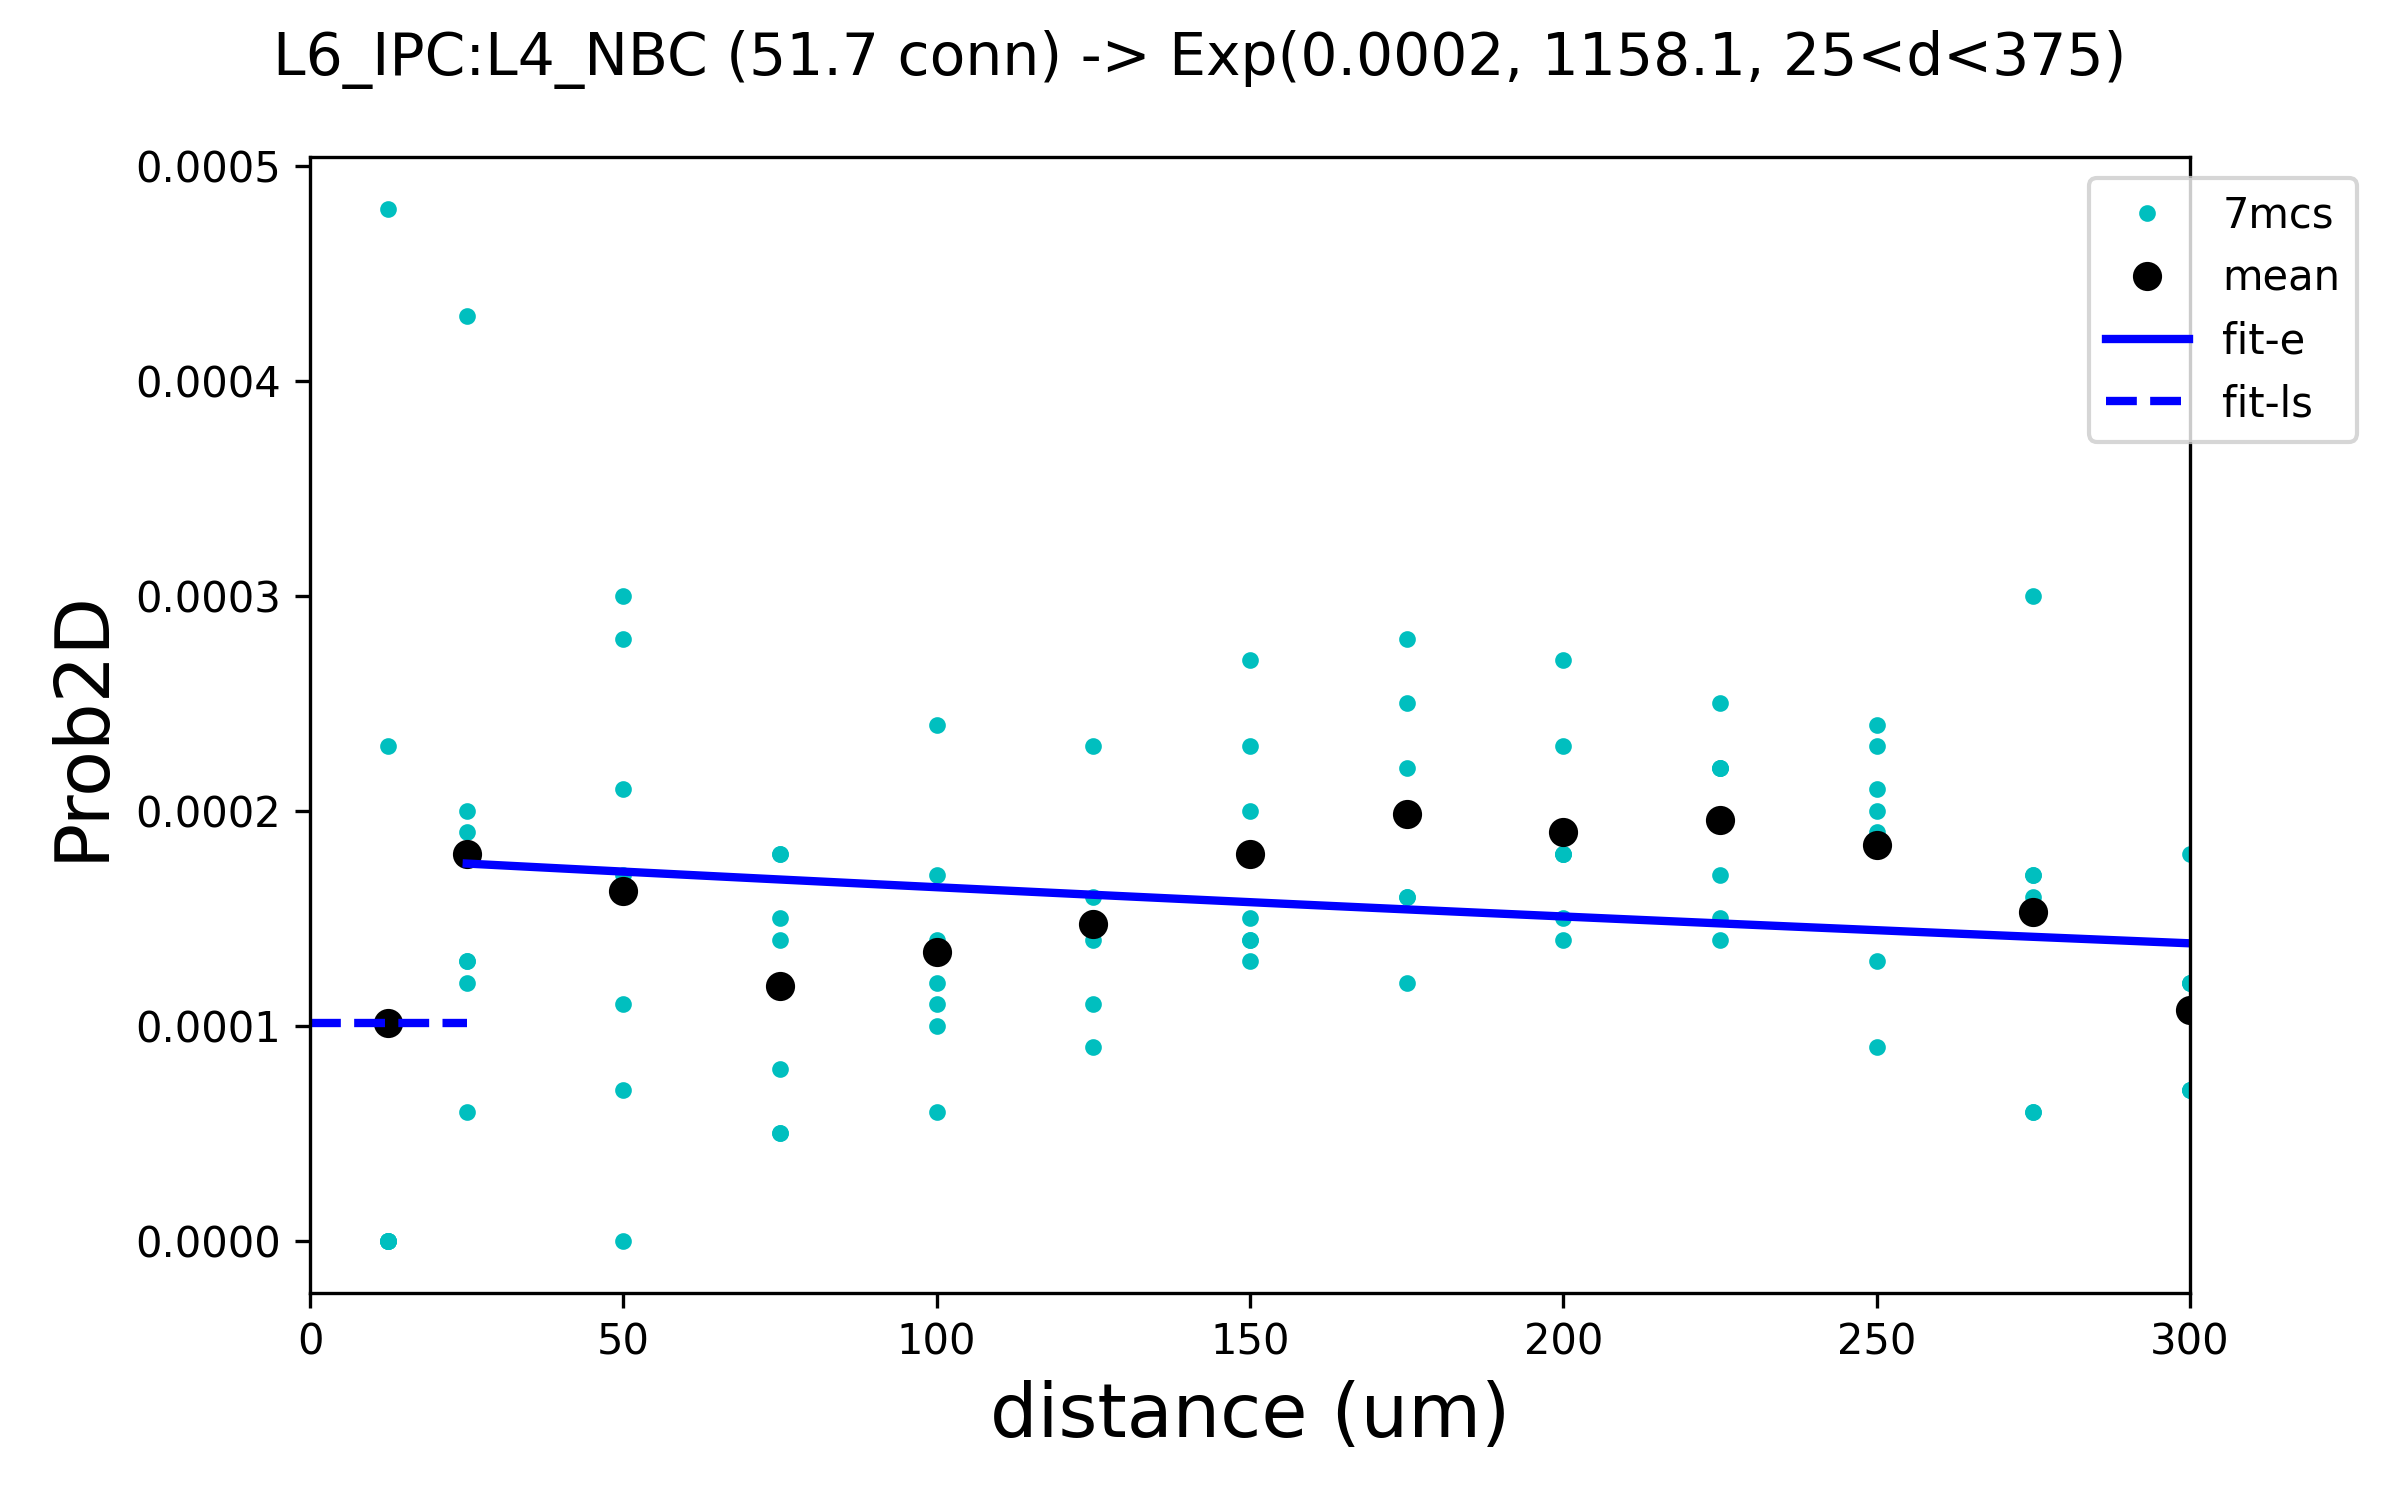 L6_IPC:L4_NBC (51.7 conn) -> Exp(0.0002, 1158.1, 25<d<375)
0.0005
0.0004
0.0003
0.0002
0.0001
0.0000
Prob2D
7mcs
mean
fit-e
fit-ls
0 50 100 150 200 250 300
distance (um)